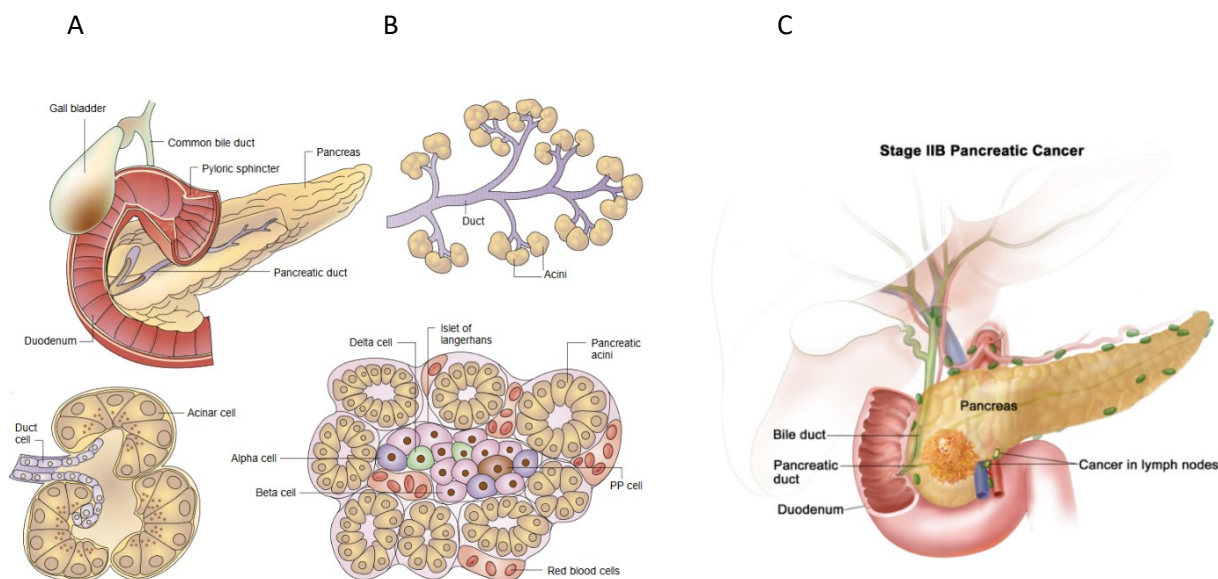 A
B
C
Gall bladder
Common bile duct
Pyloric sphincter
Pancreas
Pancreatic duct
Duodenum
Duct
Acini
Stage IIB Pancreatic Cancer
Pancreas
Bile duct
Pancreatic
duct
Duodenum
Cancer in lymph nodes
Acinar cell
Duct
cell
Islet of
langerhans
Delta cell
Pancreatic
acini
Alpha cell
Beta cell
PP cell
Red blood cells